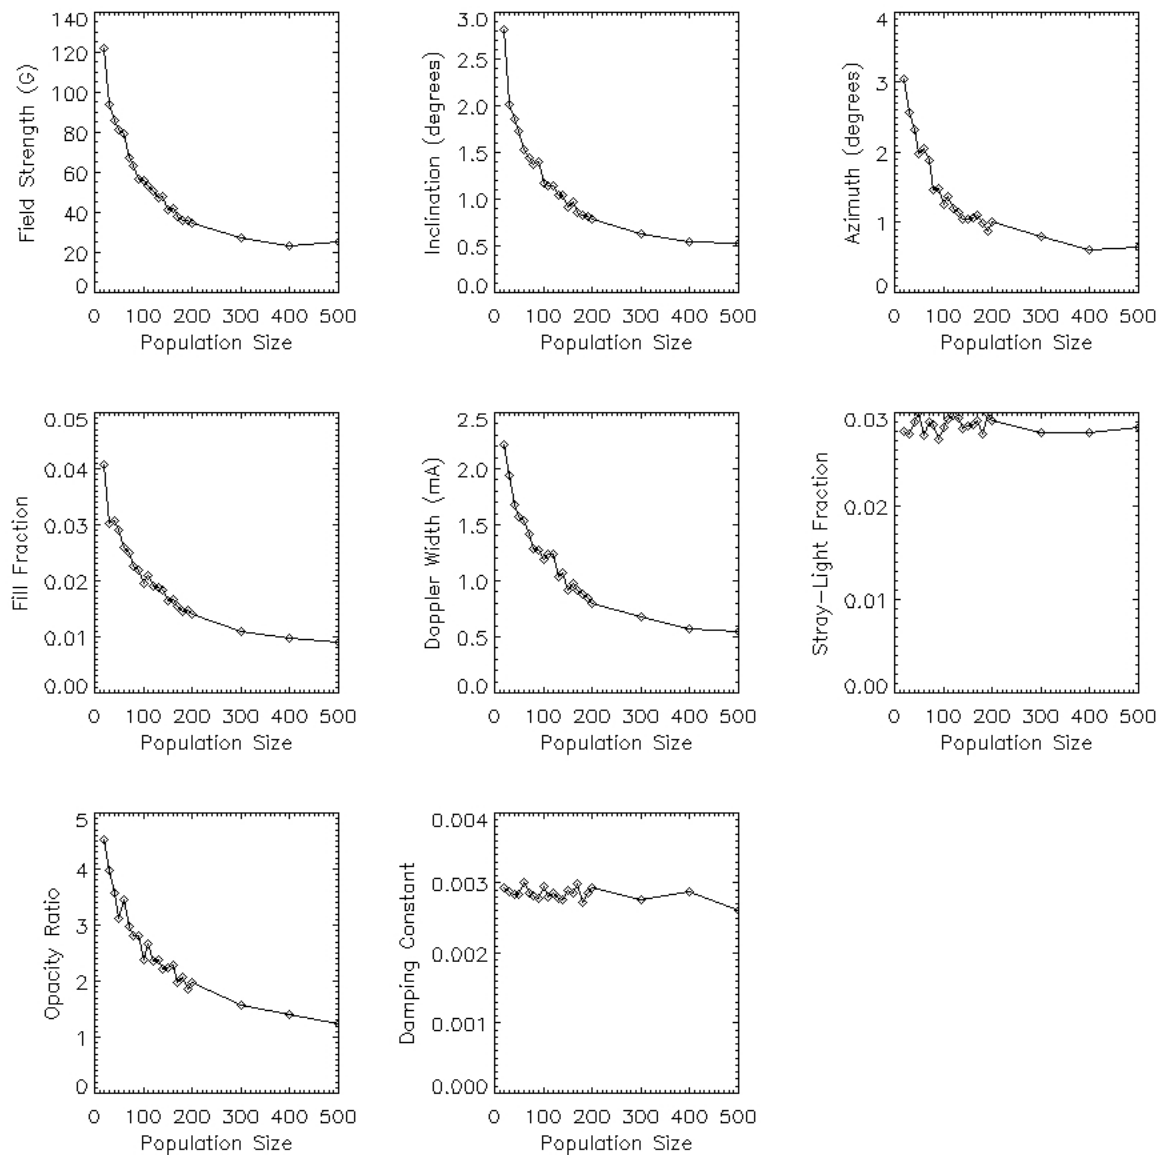 140
120
100
80
60
40
20
0
Field Strength (G)
0 100 200 300 400 500
Population Size
3.0
2.5
2.0
1.5
1.0
0.5
0.0
Inclination (degrees)
0 100 200 300 400 500
Population Size
4
3
2
1
0
Azimuth (degrees)
0 100 200 300 400 500
Population Size
0.05
0.04
0.03
0.02
0.01
0.00
Fill Fraction
0 100 200 300 400 500
Population Size
2.5
2.0
1.5
1.0
0.5
0.0
Doppler Width (mA)
0 100 200 300 400 500
Population Size
0.03
0.02
0.01
0.00
Stray-Light Fraction
0 100 200 300 400 500
Population Size
5
4
3
2
1
0
Opacity Ratio
0 100 200 300 400 500
Population Size
0.004
0.003
0.002
0.001
0.000
Damping Constant
0 100 200 300 400 500
Population Size